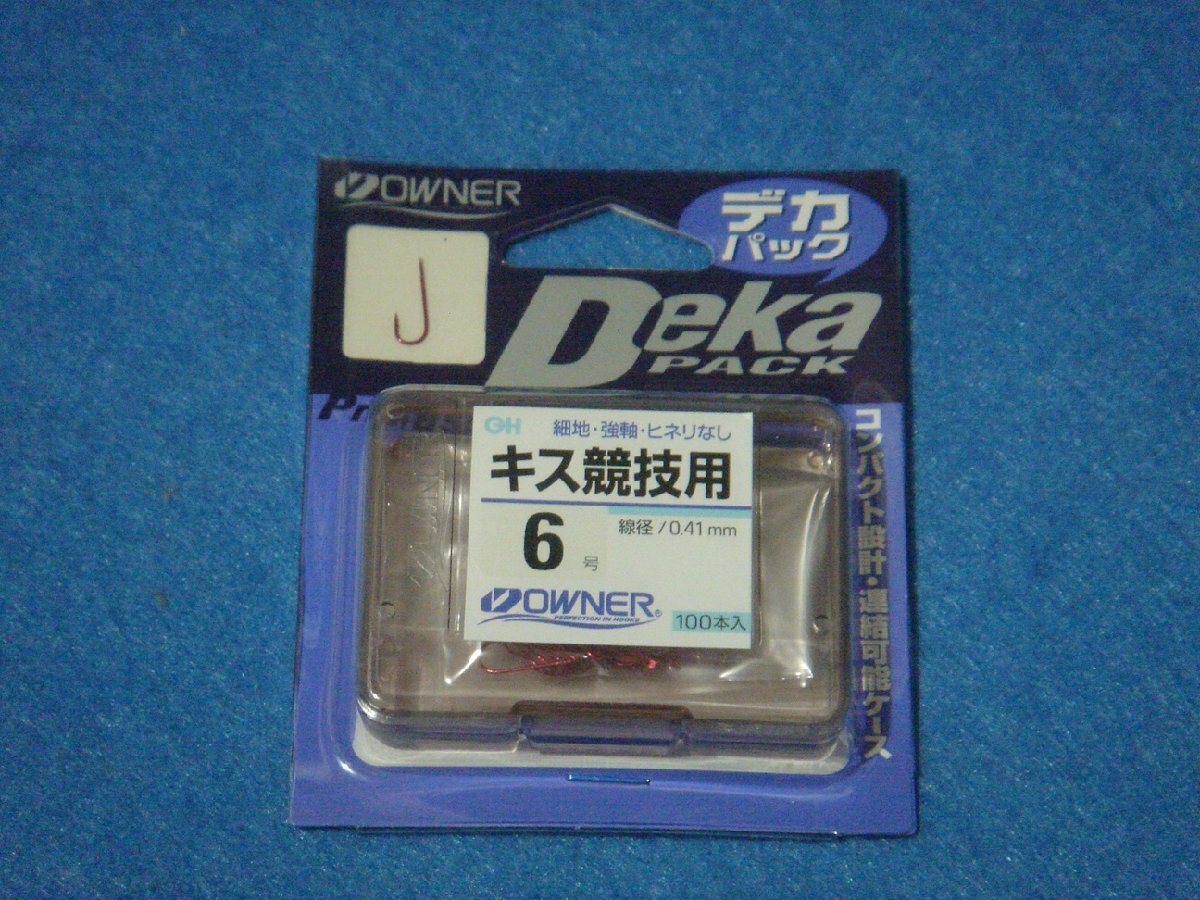 OWNER
デカ
パック
Deka
PACK
OH
細地・強軸・ヒネリなし
キス競技用
6号
線径/0.41mm
OWNER®
PERFECTION IN HOOKS
100本入
コンパクト設計・連結可能ケース
OWNER